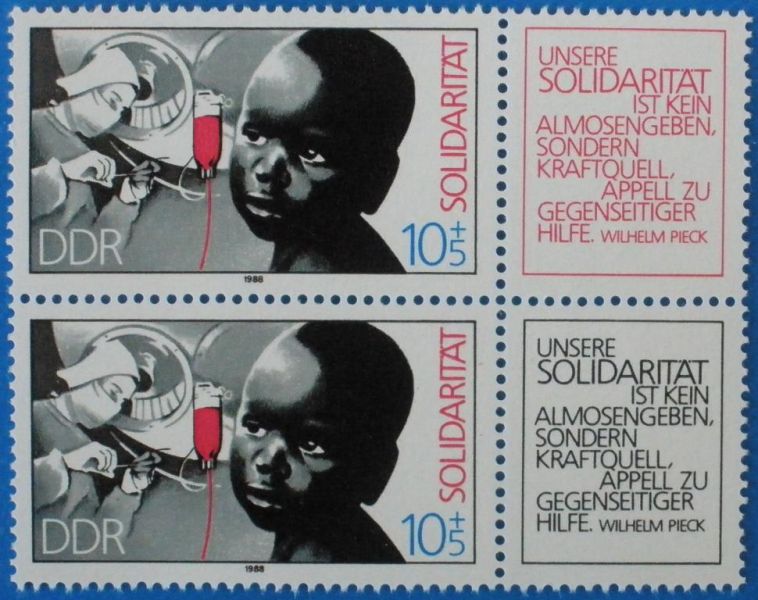 DDR
SOLIDARITÄT
10+5
1988
UNSERE
SOLIDARITÄT
IST KEIN
ALMOSENGEBEN,
SONDERN
KRAFTQUELL,
APPELL ZU
GEGENSEITIGER
HILFE. WILHELM PIECK
DDR
SOLIDARITÄT
10+5
1988
UNSERE
SOLIDARITÄT
IST KEIN
ALMOSENGEBEN,
SONDERN
KRAFTQUELL,
APPELL ZU
GEGENSEITIGER
HILFE. WILHELM PIECK